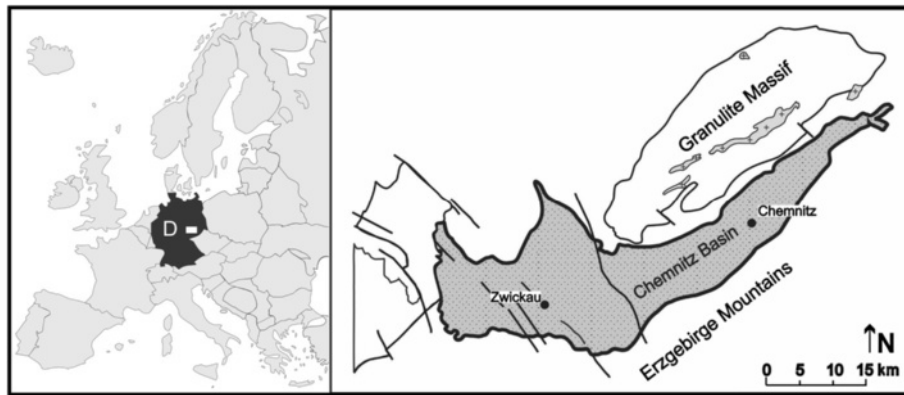 D
Granulite Massif
Chemnitz
Chemnitz Basin
Zwickau
Erzgebirge Mountains
N
0 5 10 15 km